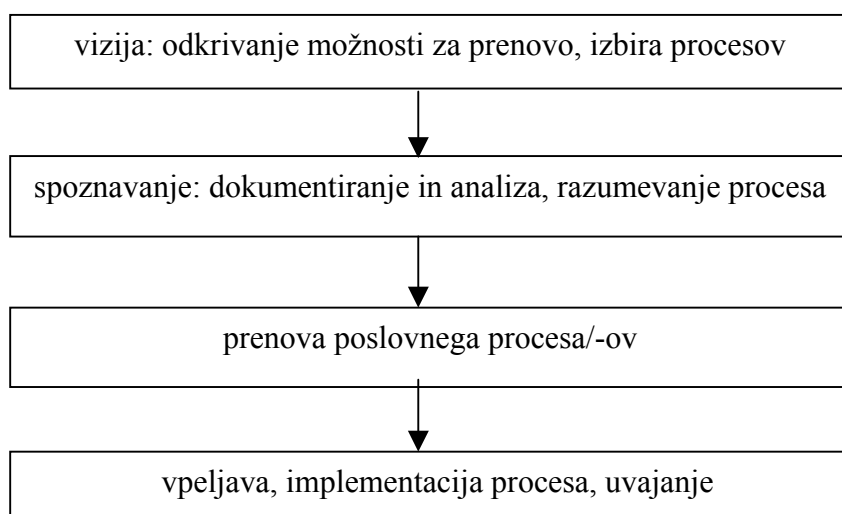 vizija: odkrivanje možnosti za prenovo, izbira procesov
spoznavanje: dokumentiranje in analiza, razumevanje procesa
prenova poslovnega procesa/-ov
vpeljava, implementacija procesa, uvajanje